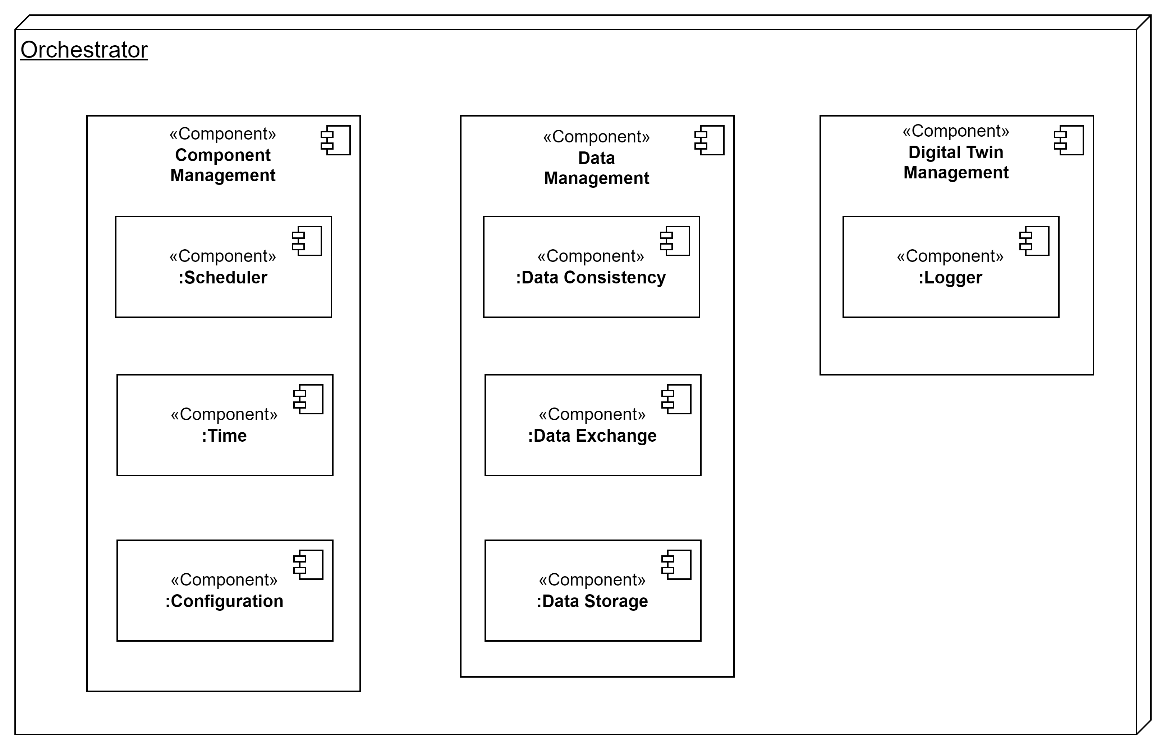 Orchestrator
«Component»
Component
Management
«Component»
:Scheduler
«Component»
:Time
«Component»
:Configuration
«Component»
Data
Management
«Component»
:Data Consistency
«Component»
:Data Exchange
«Component»
:Data Storage
«Component»
Digital Twin
Management
«Component»
:Logger